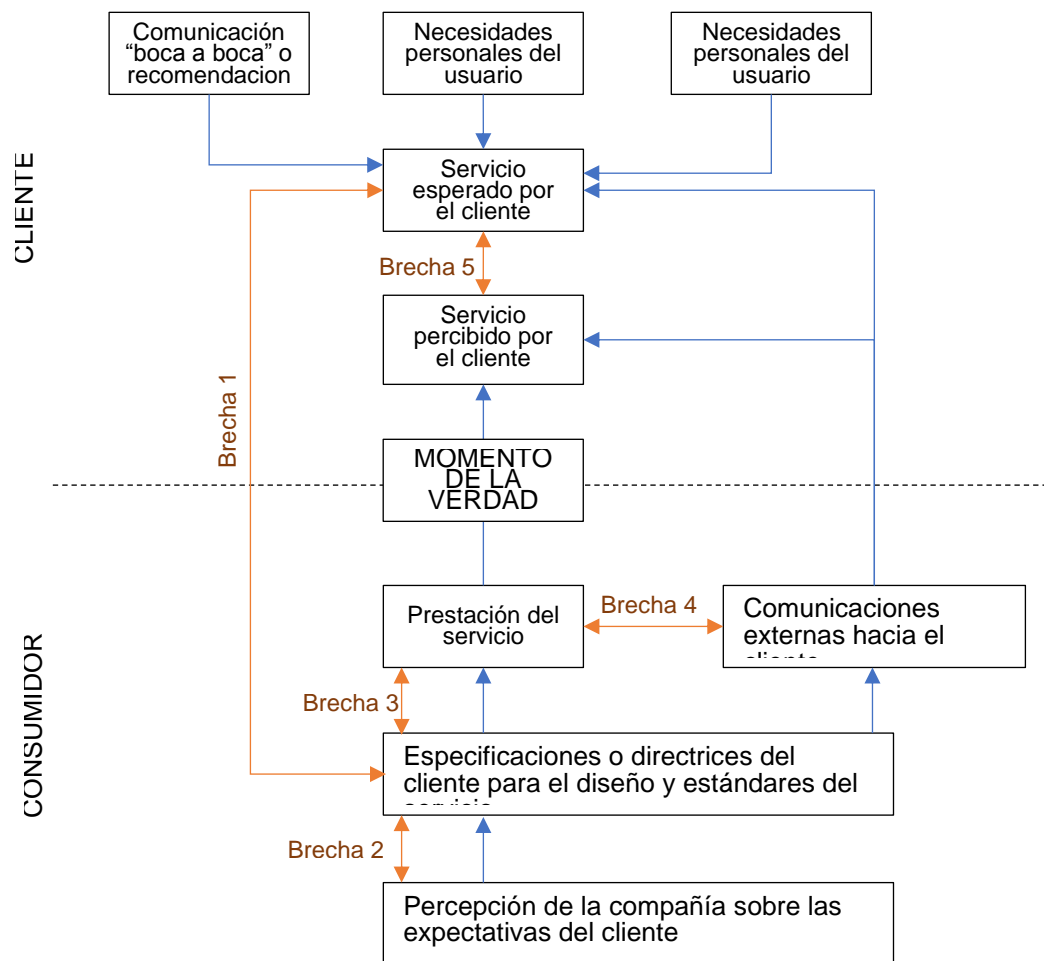 Comunicación
“boca a boca” o
recomendacion
Necesidades
personales del
usuario
Necesidades
personales del
usuario
CLIENTE
Servicio
esperado por
el cliente
Brecha 5
Servicio
percibido por
el cliente
Brecha 1
MOMENTO
DE LA
VERDAD
CONSUMIDOR
Prestación del
servicio
Brecha 4
Comunicaciones
externas hacia el
cliente
Brecha 3
Especificaciones o directrices del
cliente para el diseño y estándares del
Brecha 2
Percepción de la compañía sobre las
expectativas del cliente